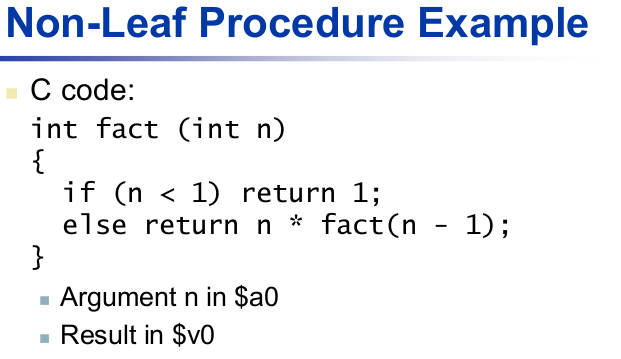 Non-Leaf Procedure Example
C code:
int fact (int n)
{
if (n < 1) return 1;
else return n * fact(n - 1);
}
Argument n in $a0
Result in $v0